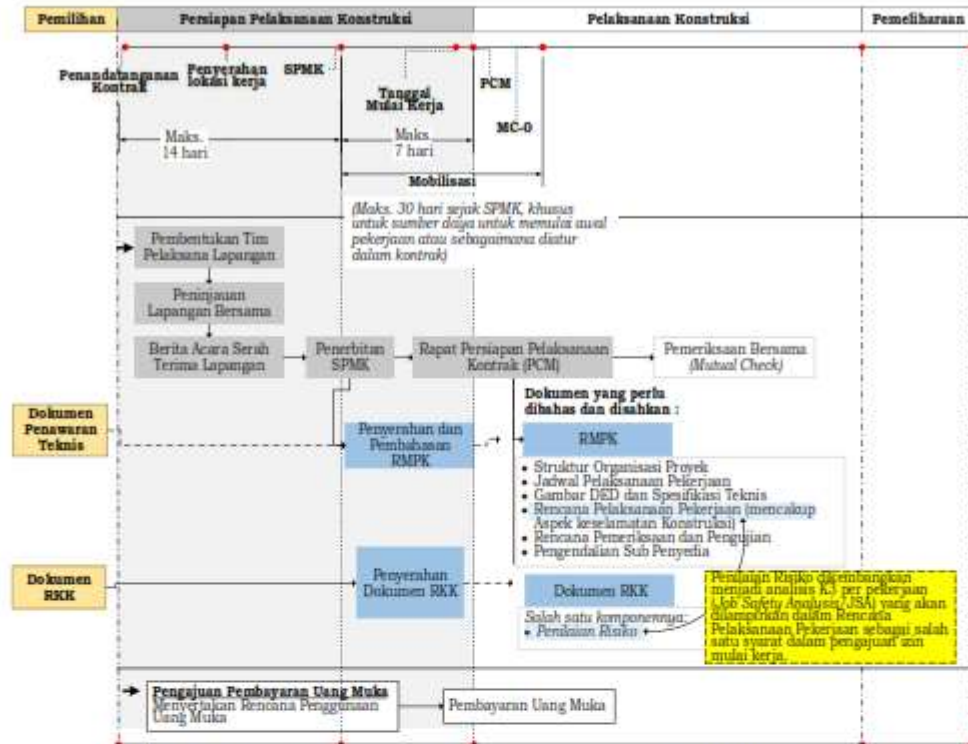 Pemilihan
Persiapan Pelaksanaan Konstruksi
Pelaksanaan Konstruksi
Pemeliharaan
Penandatanganan
Kontrak
Penyerahan
lokasi kerja
SPMK
Tanggal
Mulai Kerja
PCM
MC-0
Maks.
14 hari
Maks
7 hari
Mobilisasi
(Maks. 30 hari sejak SPMK, khusus
untuk sumber daya untuk memulai awal
pekerjaan atau sebagaimana diatur
dalam kontrak)
Pembentukan Tim
Pelaksana Lapangan
Peninjauan
Lapangan Bersama
Berita Acara Serah
Terima Lapangan
Penerbitan
SPMK
Rapat Persiapan Pelaksanaan
Kontrak (PCM)
Pemeriksaan Bersama
(Mutual Check)
Dokumen yang perlu
dibahas dan disahkan :
Dokumen
Penawaran
Teknis
Penyerahan dan
Pembahasan
RMPK
RMPK
• Struktur Organisasi Proyek
• Jadwal Pelaksanaan Pekerjaan
• Gambar DED dan Spesifikasi Teknis
• Rencana Pelaksanaan Pekerjaan (mencakup
Aspek keselamatan Konstruksi)
• Rencana Pemeriksaan dan Pengujian
• Pengendalian Sub Penyedia
Dokumen
RKK
Penyerahan
Dokumen RKK
Dokumen RKK
Salah satu komponennya:
• Penilaian Risiko
Penilaian Risiko dikembangkan
menjadi analisis K3 per pekerjaan
(Job Safety Analysis/ JSA) yang akan
dilampirkan dalam Rencana
Pelaksanaan Pekerjaan sebagai salah
satu syarat dalam pengajuan izin
mulai kerja.
Pengajuan Pembayaran Uang Muka
Menyertakan Rencana Penggunaan
Uang Muka
Pembayaran Uang Muka